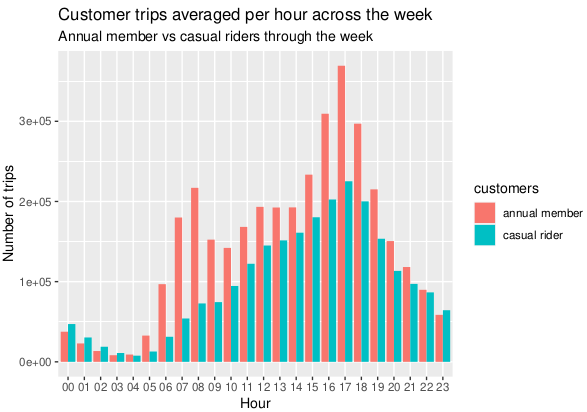 Customer trips averaged per hour across the week
Annual member vs casual riders through the week
Number of trips
3e+05
2e+05
1e+05
0e+00
00 01 02 03 04 05 06 07 08 09 10 11 12 13 14 15 16 17 18 19 20 21 22 23
Hour
customers
annual member
casual rider